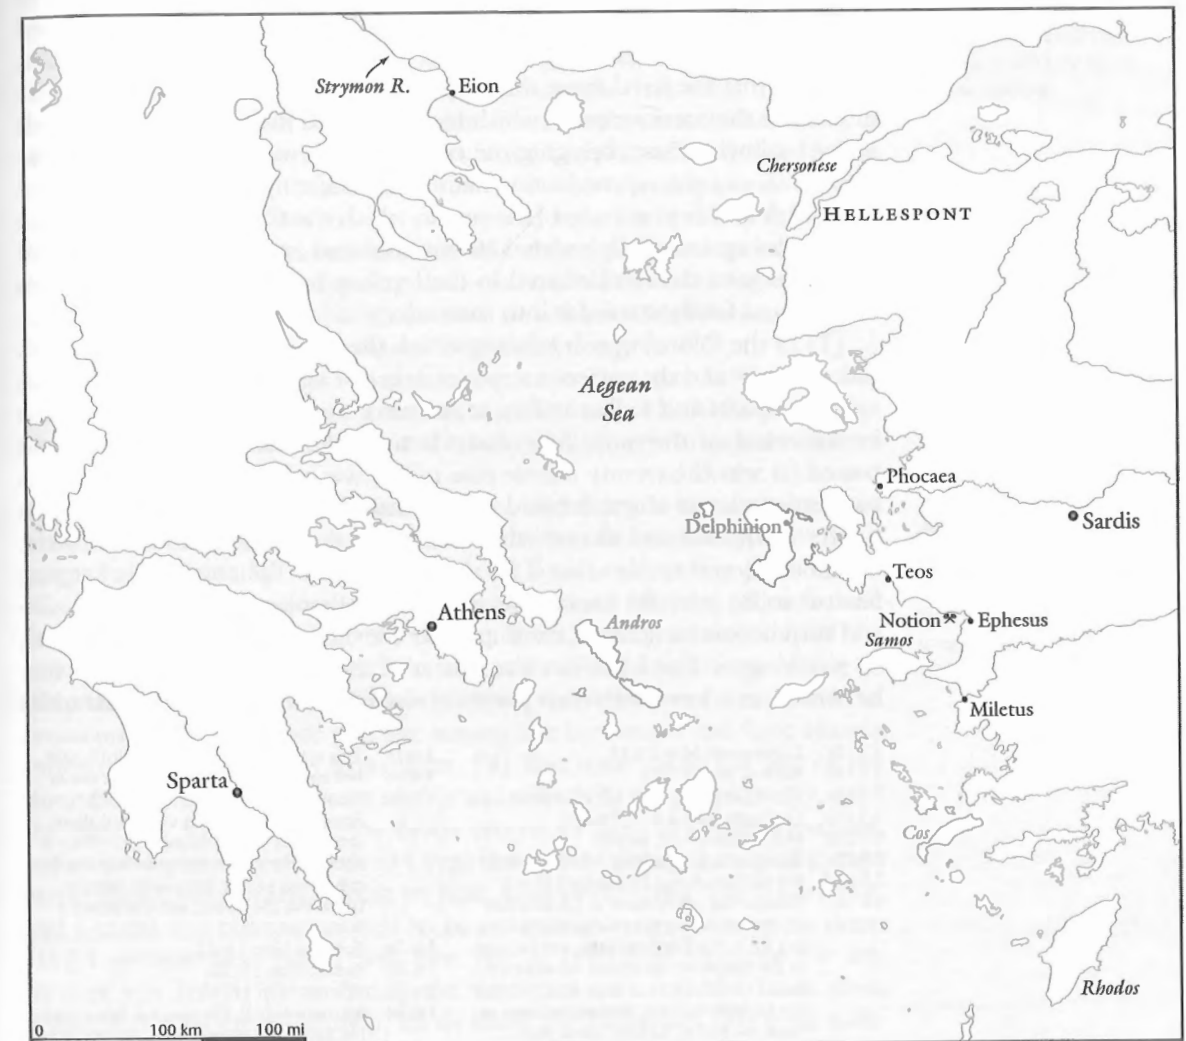 Strymon R.
Eion
Chersonese
HELLESPONT
Aegean
Sea
Phocaea
Sardis
Delphinion
Teos
Athens
Andros
Notion
Ephesus
Samos
Miletus
Sparta
Cos
Rhodos
0 100 km 100 mi